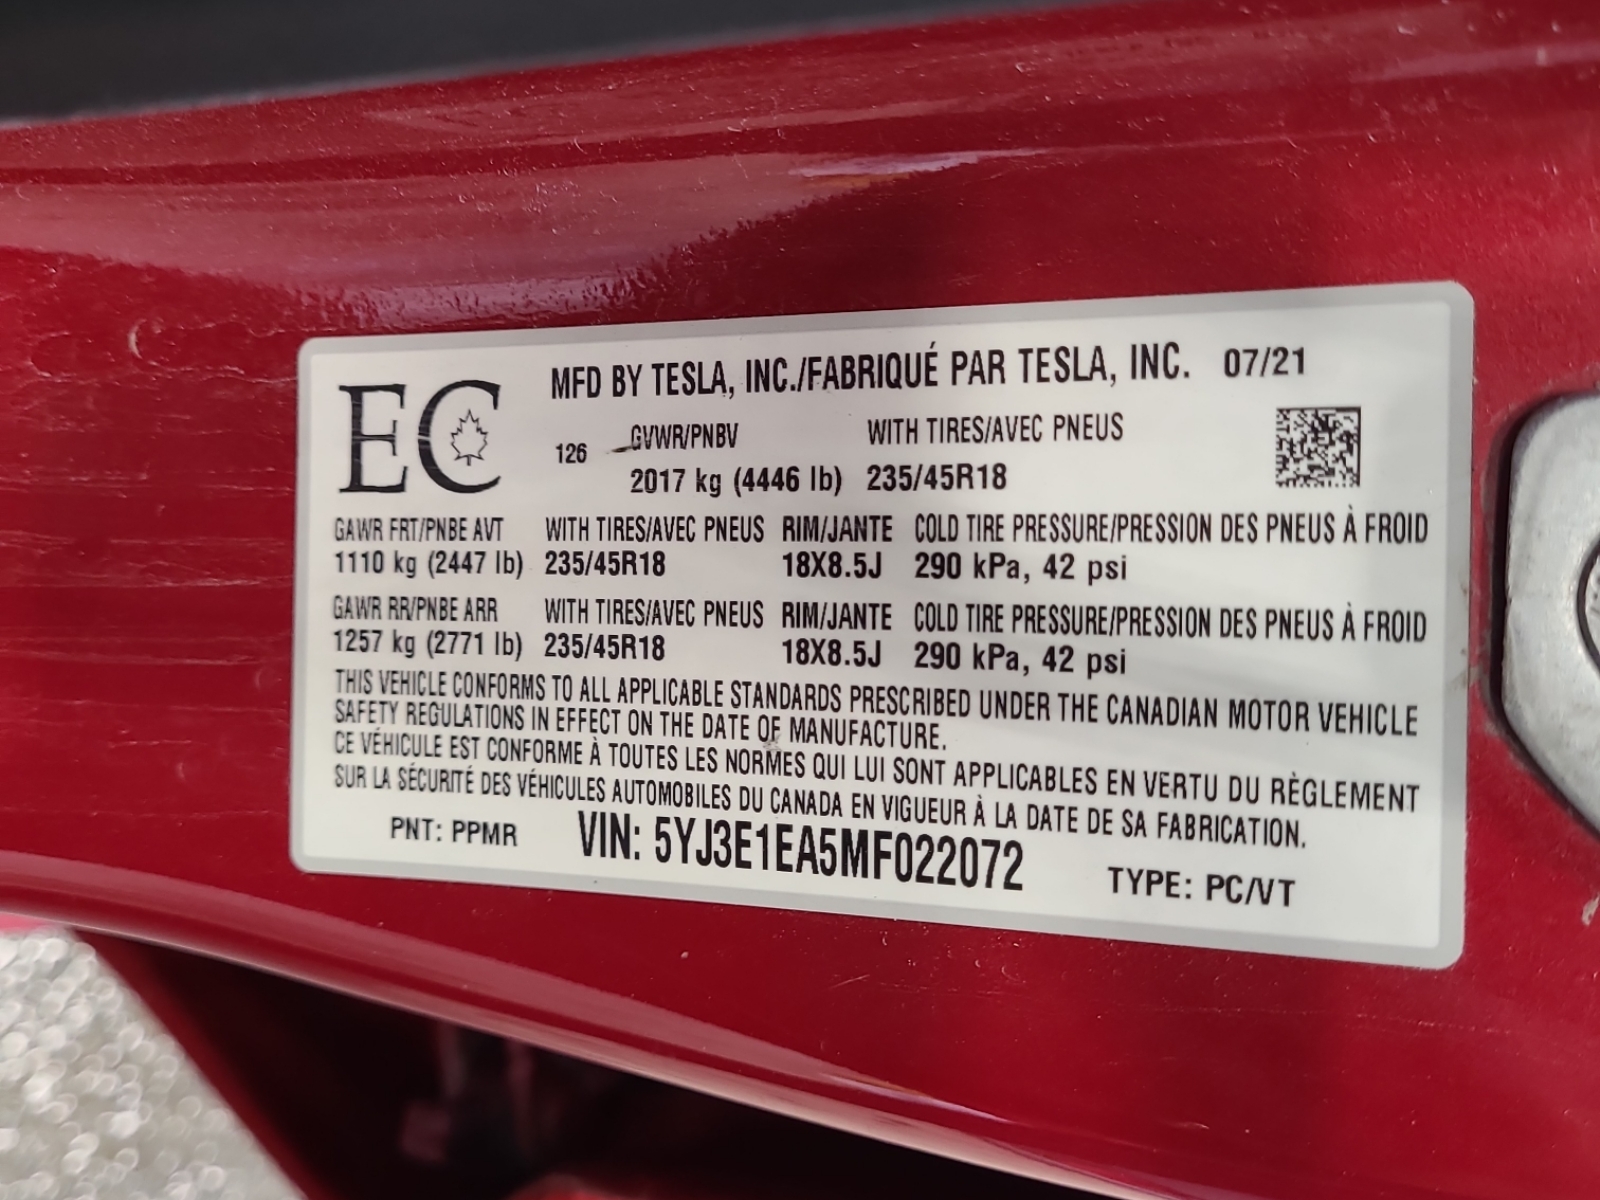 EC
MFD BY TESLA, INC./FABRIQUÉ PAR TESLA, INC. 07/21
126 GVWR/PNBV WITH TIRES/AVEC PNEUS
2017 kg (4446 lb) 235/45R18
GAWR FRT/PNBE AVT WITH TIRES/AVEC PNEUS RIM/JANTE COLD TIRE PRESSURE/PRESSION DES PNEUS À FROID
1110 kg (2447 lb) 235/45R18 18X8.5J 290 kPa, 42 psi
GAWR RR/PNBE ARR WITH TIRES/AVEC PNEUS RIM/JANTE COLD TIRE PRESSURE/PRESSION DES PNEUS À FROID
1257 kg (2771 lb) 235/45R18 18X8.5J 290 kPa, 42 psi
THIS VEHICLE CONFORMS TO ALL APPLICABLE STANDARDS PRESCRIBED UNDER THE CANADIAN MOTOR VEHICLE
SAFETY REGULATIONS IN EFFECT ON THE DATE OF MANUFACTURE.
CE VÉHICULE EST CONFORME À TOUTES LES NORMES QUI LUI SONT APPLICABLES EN VERTU DU RÈGLEMENT
SUR LA SÉCURITÉ DES VÉHICULES AUTOMOBILES DU CANADA EN VIGUEUR À LA DATE DE SA FABRICATION.
PNT: PPMR VIN: 5YJ3E1EA5MF022072 TYPE: PC/VT